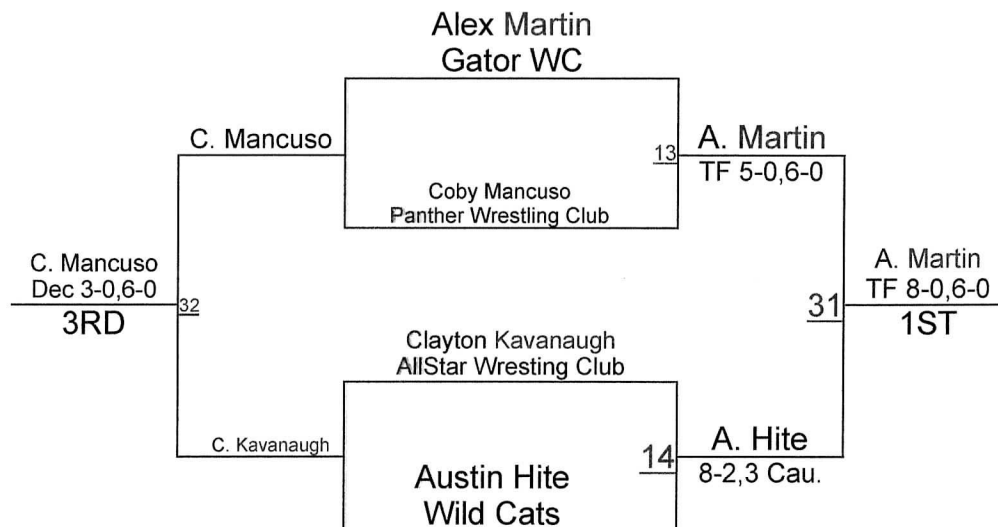 Alex Martin
Gator WC
C. Mancuso
13
A. Martin
TF 5-0,6-0
Coby Mancuso
Panther Wrestling Club
C. Mancuso
Dec 3-0,6-0
3RD
32
A. Martin
TF 8-0,6-0
1ST
31
Clayton Kavanaugh
AllStar Wresting Club
C. Kavanaugh
14
A. Hite
8-2,3 Cau.
Austin Hite
Wild Cats